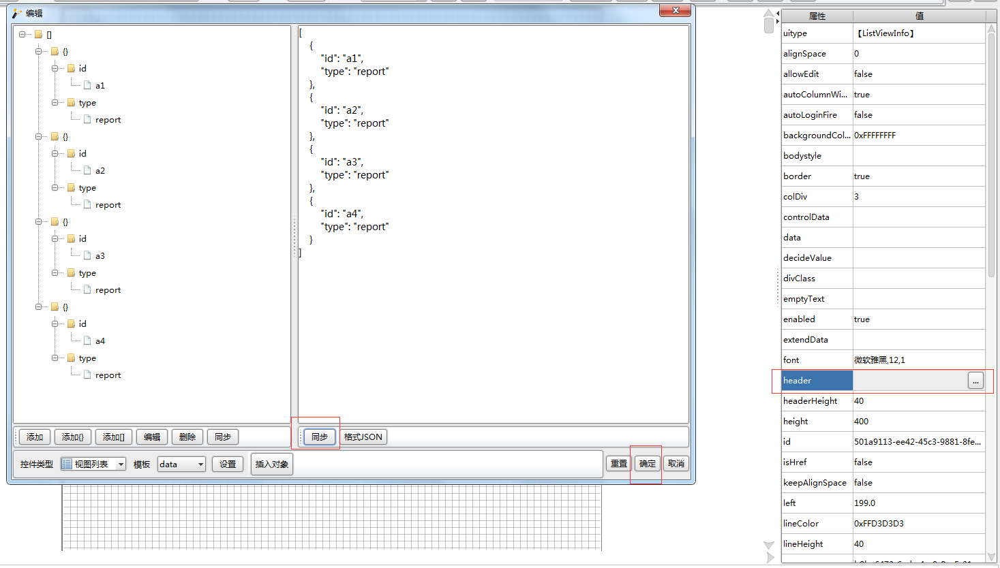 编辑
[]
{}
id
a1
type
report
{}
id
a2
type
report
{}
id
a3
type
report
{}
id
a4
type
report
[
{
"id": "a1",
"type": "report"
},
{
"id": "a2",
"type": "report"
},
{
"id": "a3",
"type": "report"
},
{
"id": "a4",
"type": "report"
}
]
添加 添加{} 添加[] 编辑 删除 同步
同步 格式JSON
控件类型 视图列表 模板 data 设置 插入对象 重置 确定 取消
属性 值
uitype 【ListViewInfo】
alignSpace 0
allowEdit false
autoColumnWi... true
autoLoginFire false
backgroundCol... 0xFFFFFFFF
bodystyle
border true
colDiv 3
controlData
data
decideValue
divClass
emptyText
enabled true
extendData
font 微软雅黑,12,1
header ...
headerHeight 40
height 400
id 501a9113-ee42-45c3-9881-8fe...
isHref false
keepAlignSpace false
left 199.0
lineColor 0xFFD3D3D3
lineHeight 40